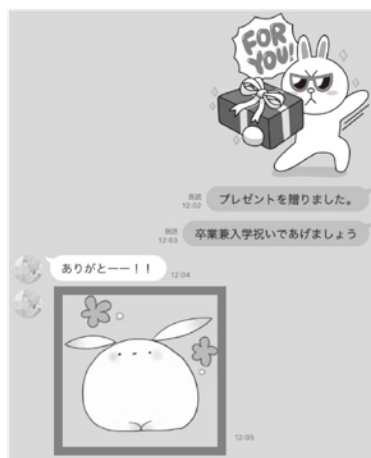 FOR
YOU!
既読
12:02
プレゼントを贈りました。
既読
12:03
卒業兼入学祝いであげましょう
ありがとーー！！
12:04
12:05